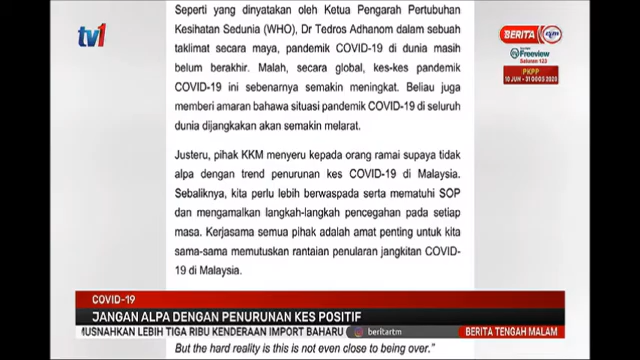 tv1
Seperti yang dinyatakan oleh Ketua Pengarah Pertubuhan
Kesihatan Sedunia (WHO), Dr Tedros Adhanom dalam sebuah
taklimat secara maya, pandemik COVID-19 di dunia masih
belum berakhir. Malah, secara global, kes-kes pandemik
COVID-19 ini sebenarnya semakin meningkat. Beliau juga
memberi amaran bahawa situasi pandemik COVID-19 di seluruh
dunia dijangkakan akan semakin melarat.
BERITA rtm
Freeview
Saluran 123
PKPP
10 JUN - 31 OGOS 2020
Justeru, pihak KKM menyeru kepada orang ramai supaya tidak
alpa dengan trend penurunan kes COVID-19 di Malaysia.
Sebaliknya, kita perlu lebih berwaspada serta mematuhi SOP
dan mengamalkan langkah-langkah pencegahan pada setiap
masa. Kerjasama semua pihak adalah amat penting untuk kita
sama-sama memutuskan rantaian penularan jangkitan COVID-
19 di Malaysia.
COVID-19
JANGAN ALPA DENGAN PENURUNAN KES POSITIF
MUSNAHKAN LEBIH TIGA RIBU KENDERAAN IMPORT BAHARU
beritartm
BERITA TENGAH MALAM
But the hard reality is this is not even close to being over."